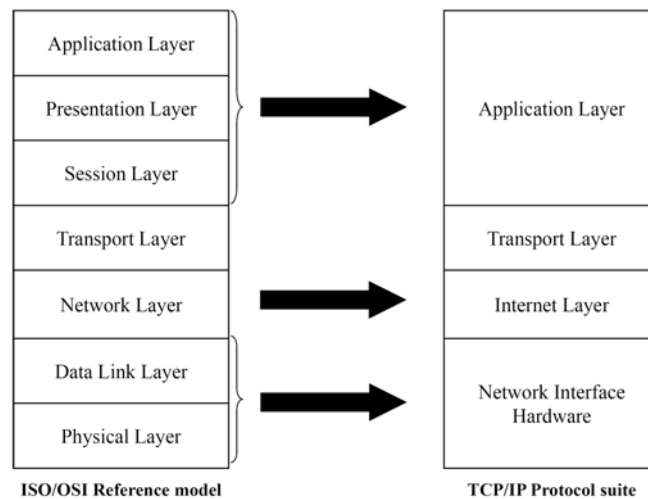 Application Layer
Presentation Layer
Session Layer
Transport Layer
Network Layer
Data Link Layer
Physical Layer
ISO/OSI Reference model
Application Layer
Transport Layer
Internet Layer
Network Interface
Hardware
TCP/IP Protocol suite